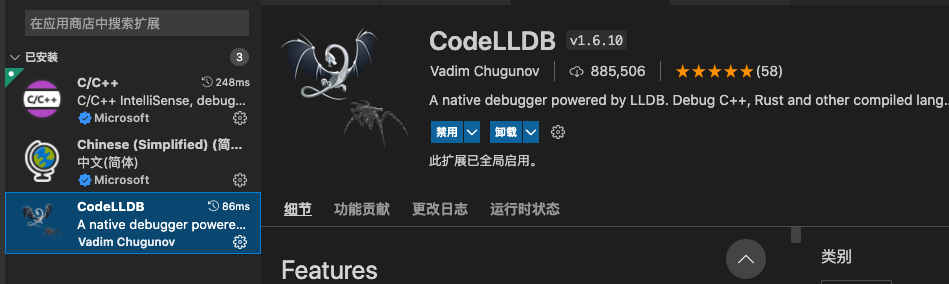 在应用商店中搜索扩展
已安装
3
C/C++
248ms
C/C++ IntelliSense, debug...
Microsoft
C/C++
Chinese (Simplified) (简...
中文(简体)
Microsoft
CodeLLDB
86ms
A native debugger powere...
Vadim Chugunov
CodeLLDB v1.6.10
Vadim Chugunov
885,506
(58)
A native debugger powered by LLDB. Debug C++, Rust and other compiled lang...
禁用
卸载
此扩展已全局启用。
细节 功能贡献 更改日志 运行时状态
Features
类别